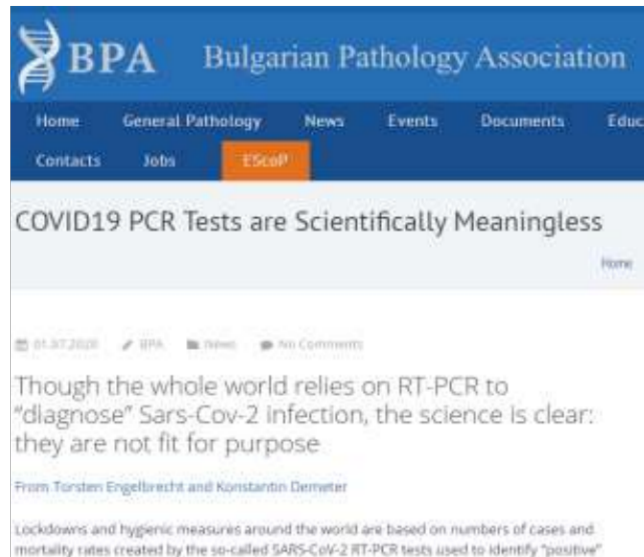 BPA Bulgarian Pathology Association
Home General Pathology News Events Documents Educ
Contacts Jobs EScoP
COVID19 PCR Tests are Scientifically Meaningless
Home
01.07.2020 BPA News No Comments
Though the whole world relies on RT-PCR to
"diagnose" Sars-Cov-2 infection, the science is clear:
they are not fit for purpose
From Torsten Engelbrecht and Konstantin Demeter
Lockdowns and hygienic measures around the world are based on numbers of cases and
mortality rates created by the so-called SARS-CoV-2 RT-PCR tests used to identify "positive"